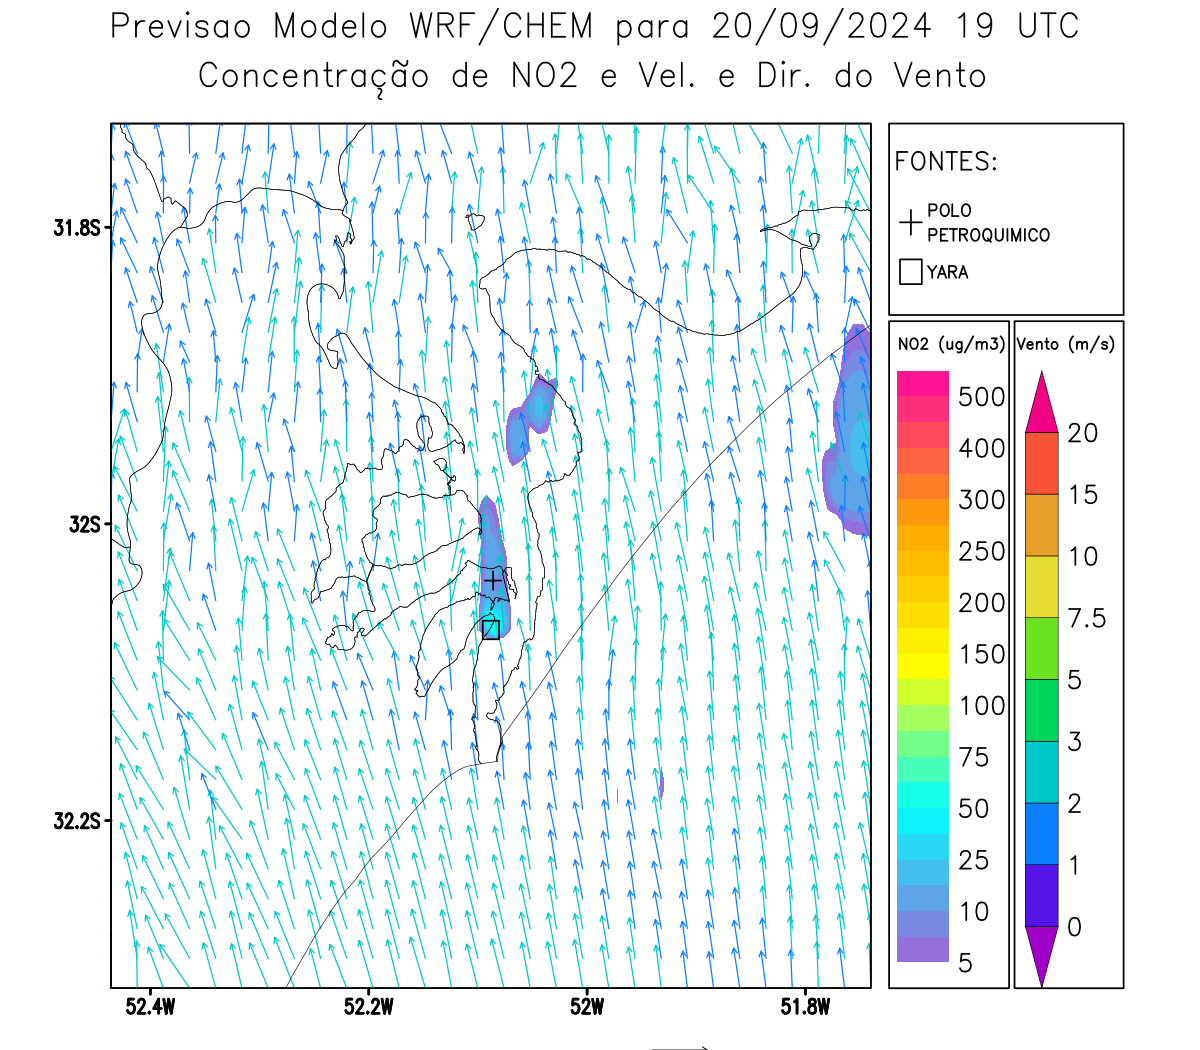 Previsao Modelo WRF/CHEM para 20/09/2024 19 UTC
Concentração de NO2 e Vel. e Dir. do Vento
FONTES:
POLO
PETROQUIMICO
YARA
31.8S
32S
32.2S
52.4W
52.2W
52W
51.8W
NO2 (ug/m3)
500
400
300
250
200
150
100
75
50
25
10
5
Vento (m/s)
20
15
10
7.5
5
3
2
1
0